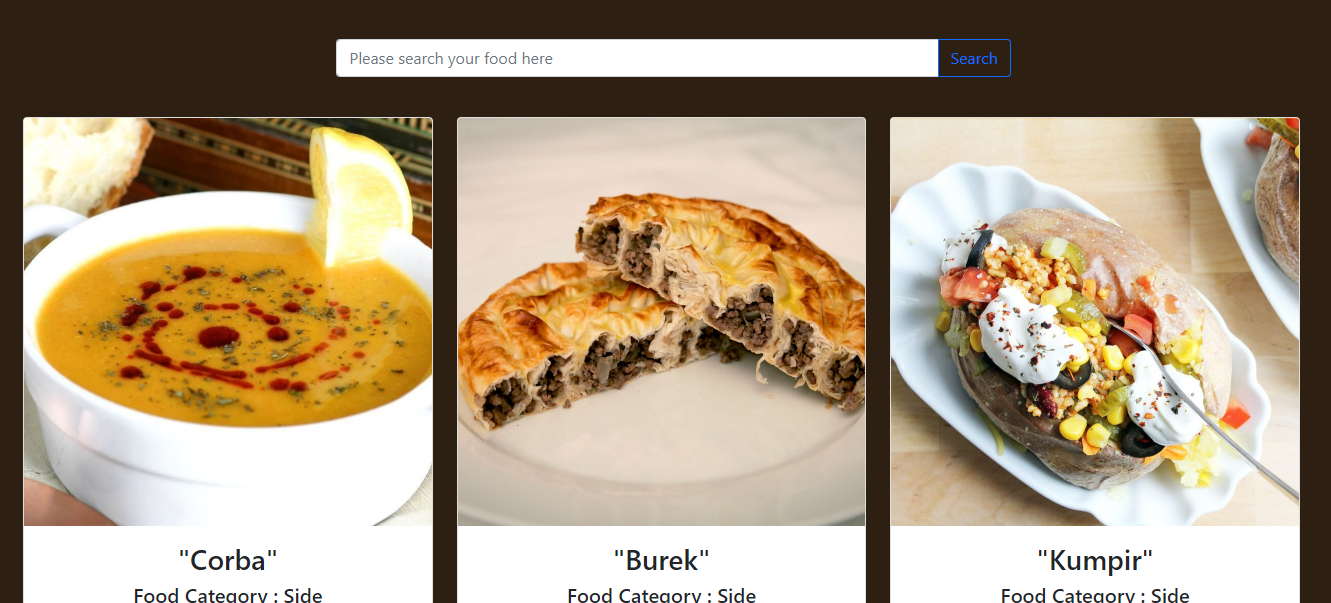 Please search your food here
Search
"Corba"
"Burek"
"Kumpir"
Food Category : Side
Food Category : Side
Food Category : Side